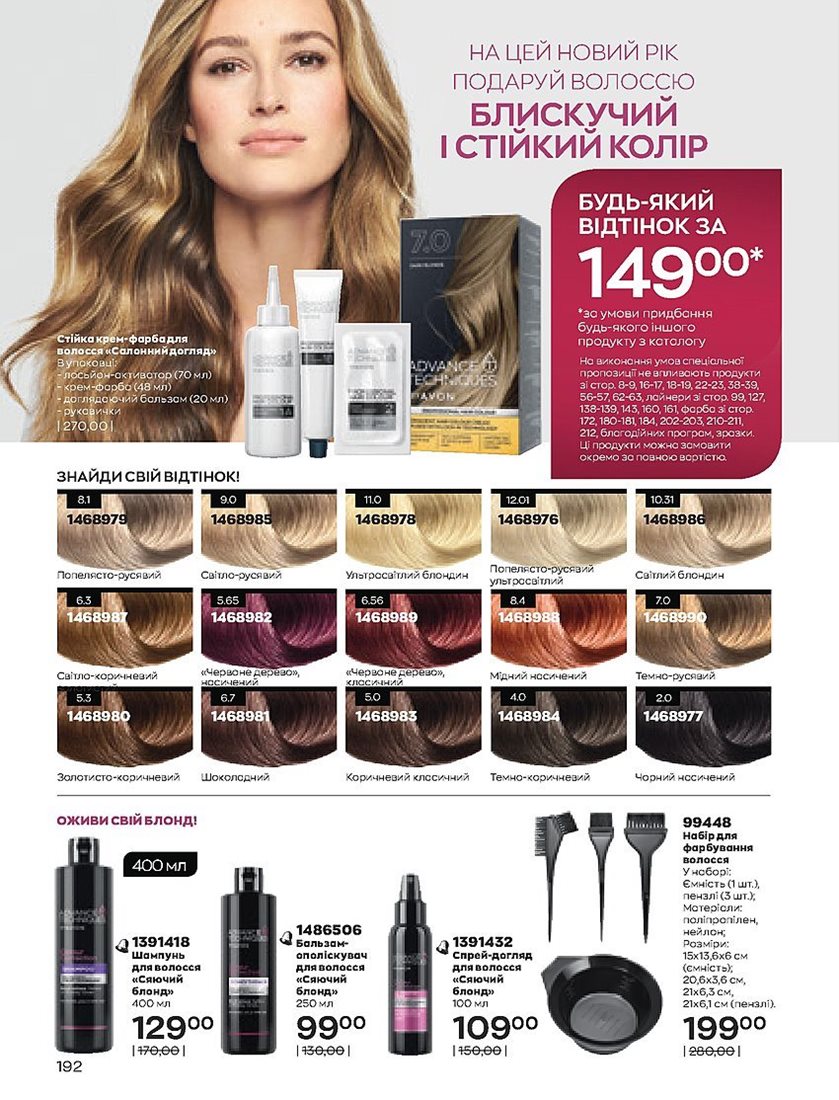 НА ЦЕЙ НОВИЙ РІК
ПОДАРУЙ ВОЛОССЮ
БЛИСКУЧИЙ
І СТІЙКИЙ КОЛІР
БУДЬ-ЯКИЙ
ВІДТІНОК ЗА
14900*
*за умови придбання
будь-якого іншого
продукту з каталогу
На виконання умов спеціальної
пропозиції не впливають продукти
зі стор. 8-9, 16-17, 18-19, 22-23, 38-39,
56-57, 62-63, лайнери зі стор. 99, 127,
138-139, 143, 160, 161, фарба зі стор.
172, 180-181, 184, 202-203, 210-211,
212, благодійних програм, зразки.
Ці продукти можна замовити
окремо за повною вартістю.
7.0
ADVANCE
TECHNIQUES
AVON
Стійка крем-фарба для
волосся «Салонний догляд»
В упаковці:
- лосьйон-активатор (70 мл)
- крем-фарба (48 мл)
- доглядаючий бальзам (20 мл)
- рукавички
| 270,00 |
ЗНАЙДИ СВІЙ ВІДТІНОК!
8.1 9.0 11.0 12.01 10.31
1468979 1468985 1468978 1468976 1468986
Попелясто-русявий Світло-русявий Ультросвітлий блондин Попелясто-русявий ультросвітлий Світлий блондин
6.3 5.65 6.56 8.4 7.0
1468987 1468982 1468989 1468988 1468990
Світло-коричневий «Червоне дерево», насичений «Червоне дерево», класичний Мідний насичений Темно-русявий
5.3 6.7 5.0 4.0 2.0
1468980 1468981 1468983 1468984 1468977
Золотисто-коричневий Шоколадний Коричневий класичний Темно-коричневий Чорний насичений
ОЖИВИ СВІЙ БЛОНД!
400 мл
ADVANCE
TECHNIQUES
1391418
Шампунь
для волосся
«Сяючий
блонд»
400 мл
12900
| 170,00 |
ADVANCE
TECHNIQUES
1486506
Бальзам-
ополіскувач
для волосся
«Сяючий
блонд»
250 мл
9900
| 130,00 |
ADVANCE
TECHNIQUES
1391432
Спрей-догляд
для волосся
«Сяючий
блонд»
100 мл
10900
| 150,00 |
99448
Набір для
фарбування
волосся
У наборі:
Ємність (1 шт.),
пензлі (3 шт.);
Матеріали:
поліпропілен,
нейлон;
Розміри:
15х13,6х6 см
(ємність);
20,6х3,6 см,
21х6,3 см,
21х6,1 см (пензлі).
19900
| 280,00 |
192